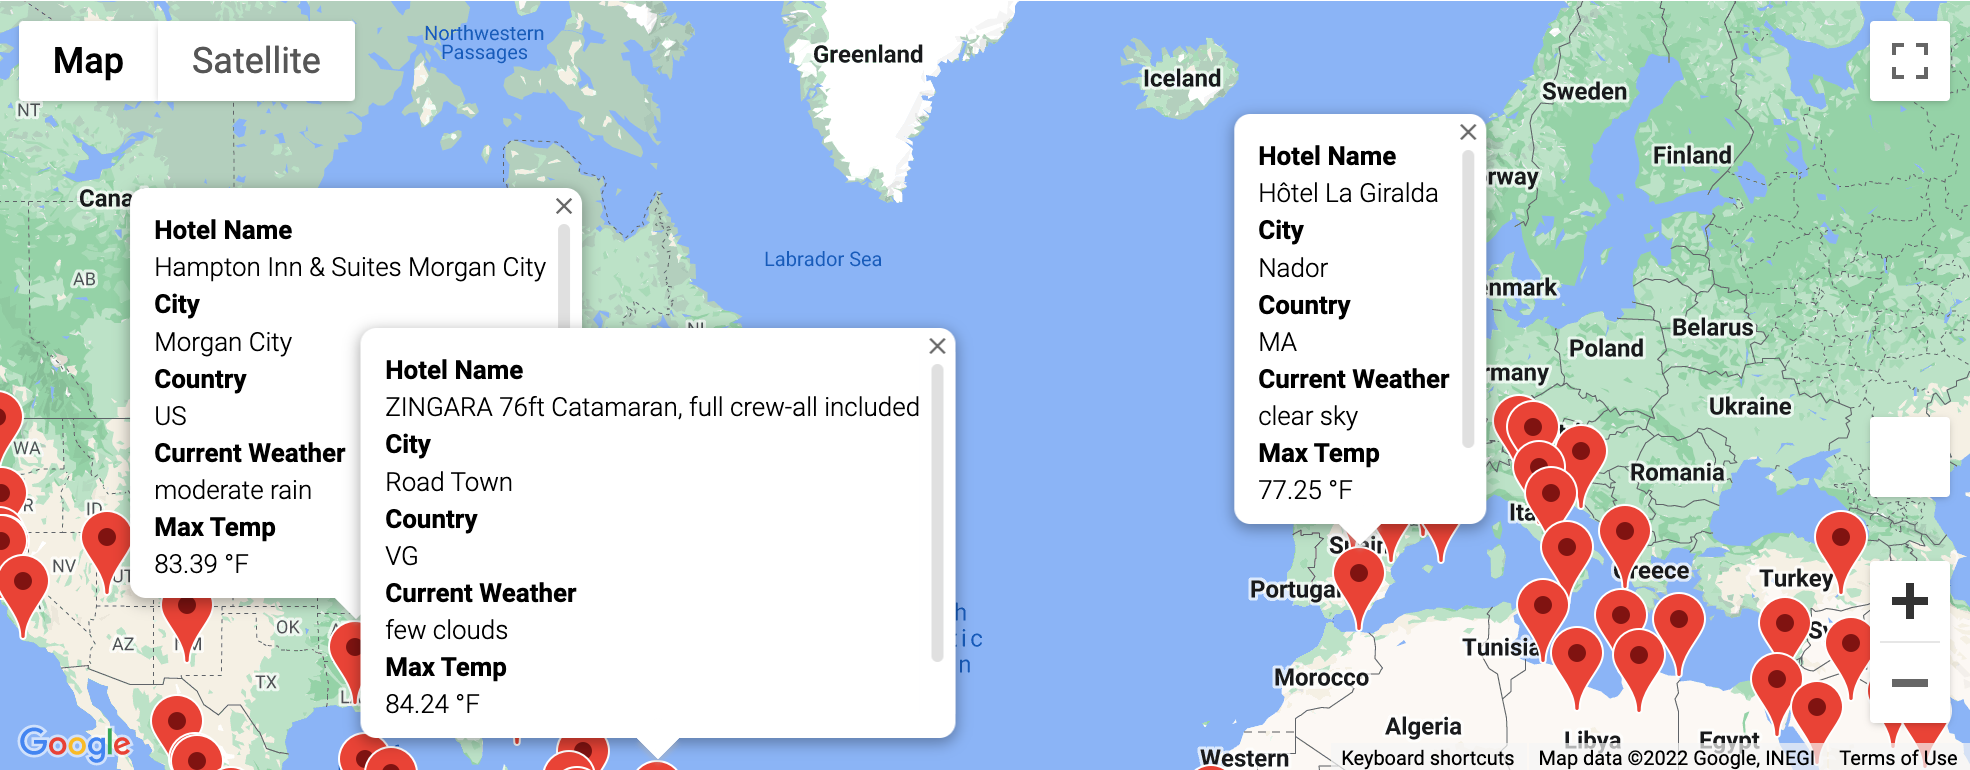 Map
Satellite
Northwestern
Passages
Greenland
Iceland
Sweden
Finland
NT
Cana
rway
AB
Labrador Sea
nmark
Belarus
Poland
rmany
Ukraine
WA
Romania
ID
Ita
NV
UT
OK
AZ
NM
TX
Spain
Portugal
Greece
Turkey
Tunisia
Morocco
Algeria
Libya
Egypt
Western
Hotel Name
Hampton Inn & Suites Morgan City
City
Morgan City
Country
US
Current Weather
moderate rain
Max Temp
83.39 °F
Hotel Name
ZINGARA 76ft Catamaran, full crew-all included
City
Road Town
Country
VG
Current Weather
few clouds
Max Temp
84.24 °F
Hotel Name
Hôtel La Giralda
City
Nador
Country
MA
Current Weather
clear sky
Max Temp
77.25 °F
Google
Keyboard shortcuts
Map data ©2022 Google, INEGI
Terms of Use